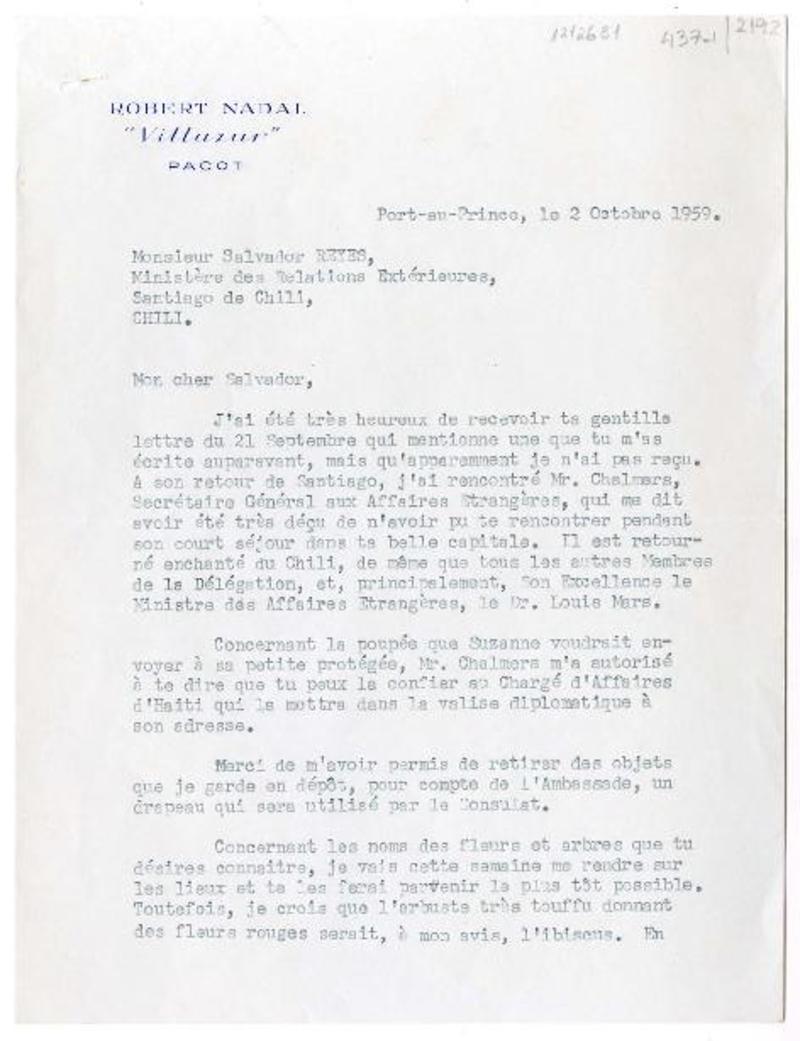 1212681 437-1 2192
ROBERT NADAL
"Villazur"
PACOT
Port-au-Prince, le 2 Octobre 1959.
Monsieur Salvador REYES,
Ministère des Relations Extérieures,
Santiago de Chili,
CHILI.
Mon cher Salvador,
J'ai été très heureux de recevoir ta gentille
lettre du 21 Septembre qui mentionne une que tu m'as
écrite auparavant, mais qu'apparemment je n'ai pas reçu.
A son retour de Santiago, j'ai rencontré Mr. Chalmers,
Secrétaire Général aux Affaires Etrangères, qui me dit
avoir été très déçu de n'avoir pu te rencontrer pendant
son court séjour dans ta belle capitale. Il est retour-
né enchanté du Chili, de même que tous les autres Membres
de la Délégation, et, principalement, Son Excellence le
Ministre des Affaires Etrangères, le Dr. Louis Mars.
Concernant la poupée que Suzanne voudrait en-
voyer à sa petite protégée, Mr. Chalmers m'a autorisé
à te dire que tu peux la confier au Chargé d'Affaires
d'Haiti qui la mettra dans la valise diplomatique à
son adresse.
Merci de m'avoir permis de retirer des objets
que je garde en dépôt, pour compte de l'Ambassade, un
drapeau qui sera utilisé par le Consulat.
Concernant les noms des fleurs et arbres que tu
désires connaitre, je vais cette semaine me rendre sur
les lieux et te les ferai parvenir le plus tôt possible.
Toutefois, je crois que l'arbuste très touffu donnant
des fleurs rouges serait, à mon avis, l'ibiscus. En